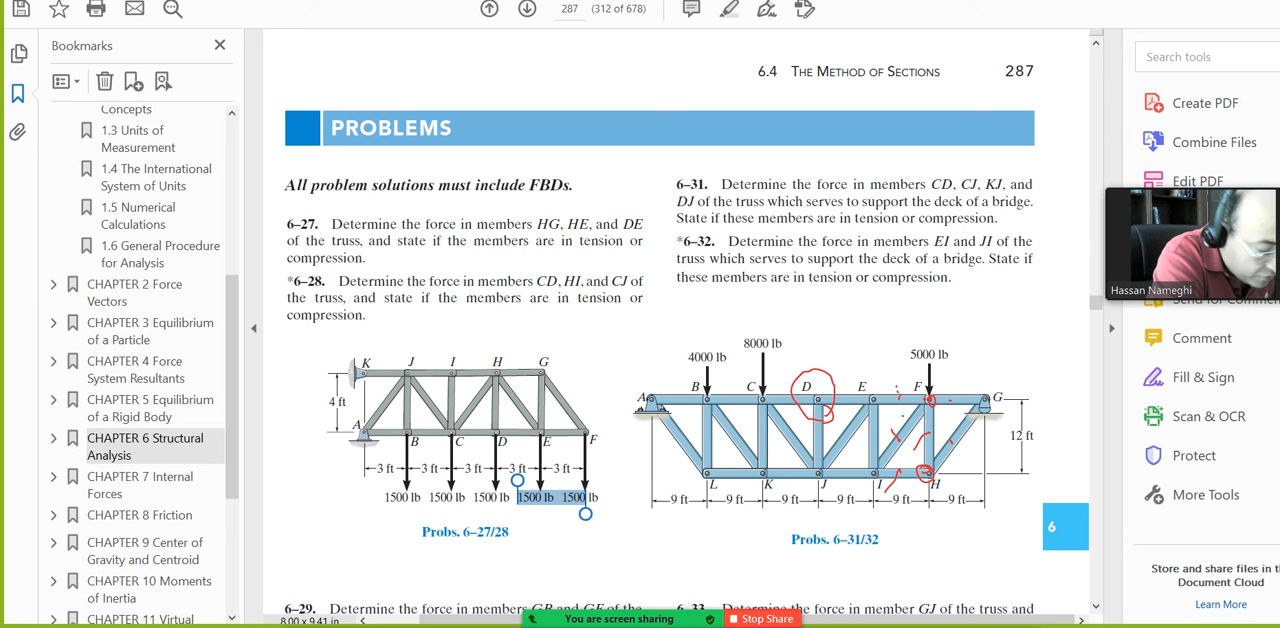 287
(312 of 678)
Bookmarks
Concepts
1.3 Units of
Measurement
1.4 The International
System of Units
1.5 Numerical
Calculations
1.6 General Procedure
for Analysis
CHAPTER 2 Force
Vectors
CHAPTER 3 Equilibrium
of a Particle
CHAPTER 4 Force
System Resultants
CHAPTER 5 Equilibrium
of a Rigid Body
CHAPTER 6 Structural
Analysis
CHAPTER 7 Internal
Forces
CHAPTER 8 Friction
CHAPTER 9 Center of
Gravity and Centroid
CHAPTER 10 Moments
of Inertia
CHAPTER 11 Virtual
6.4 THE METHOD OF SECTIONS 287
PROBLEMS
All problem solutions must include FBDs.
6–27. Determine the force in members HG, HE, and DE
of the truss, and state if the members are in tension or
compression.
*6–28. Determine the force in members CD, HI, and CJ of
the truss, and state if the members are in tension or
compression.
K J I H G
4 ft
A B C D E F
3 ft 3 ft 3 ft 3 ft 3 ft
1500 lb 1500 lb 1500 lb 1500 lb 1500 lb
Probs. 6–27/28
6–31. Determine the force in members CD, CJ, KJ, and
DJ of the truss which serves to support the deck of a bridge.
State if these members are in tension or compression.
*6–32. Determine the force in members EI and JI of the
truss which serves to support the deck of a bridge. State if
these members are in tension or compression.
8000 lb
4000 lb 5000 lb
A B C D E F G
12 ft
L K J I H
9 ft 9 ft 9 ft 9 ft 9 ft 9 ft
Probs. 6–31/32
6
6–29. Determine the force in members GB and GF of the
6–33. Determine the force in member GJ of the truss and
8.00 x 9.41 in
You are screen sharing
Stop Share
Search tools
Create PDF
Combine Files
Edit PDF
Hassan Nameghi
Comment
Fill & Sign
Scan & OCR
Protect
More Tools
Store and share files in t
Document Cloud
Learn More